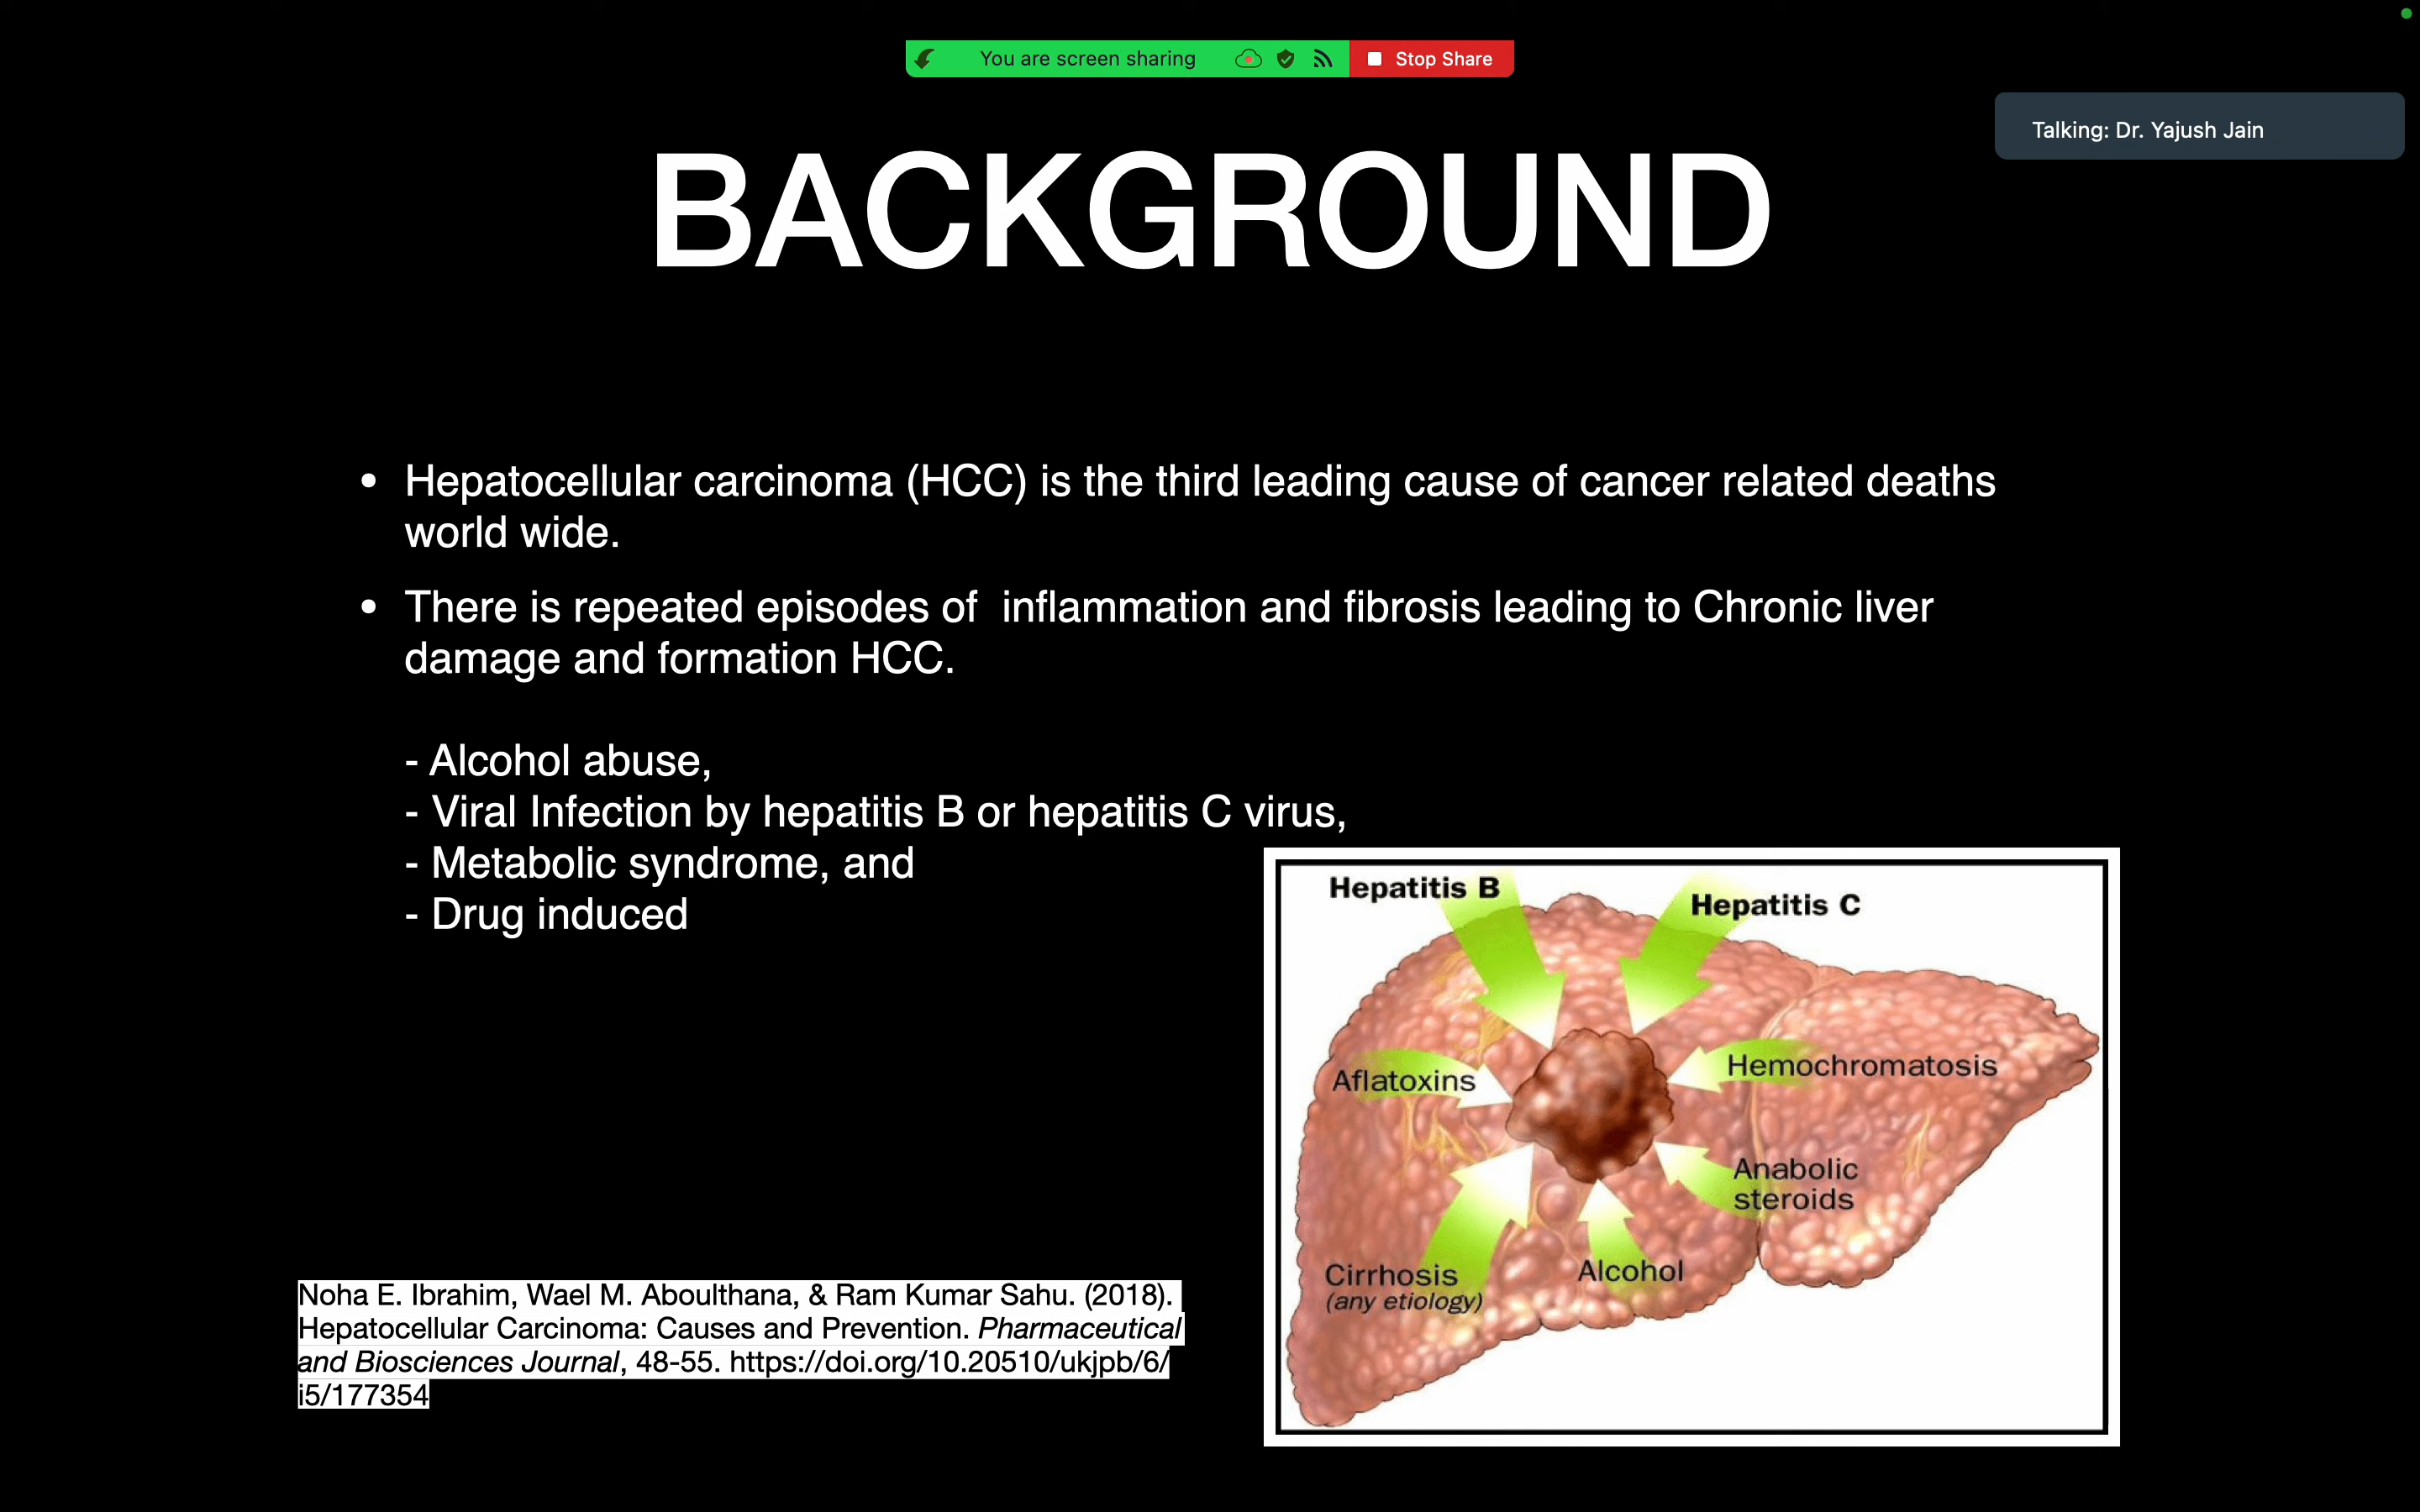 You are screen sharing
Stop Share
Talking: Dr. Yajush Jain
BACKGROUND
• Hepatocellular carcinoma (HCC) is the third leading cause of cancer related deaths
world wide.
• There is repeated episodes of  inflammation and fibrosis leading to Chronic liver
damage and formation HCC.
- Alcohol abuse,
- Viral Infection by hepatitis B or hepatitis C virus,
- Metabolic syndrome, and
- Drug induced
Hepatitis B
Hepatitis C
Aflatoxins
Hemochromatosis
Anabolic
steroids
Cirrhosis
(any etiology)
Alcohol
Noha E. Ibrahim, Wael M. Aboulthana, & Ram Kumar Sahu. (2018).
Hepatocellular Carcinoma: Causes and Prevention. Pharmaceutical
and Biosciences Journal, 48-55. https://doi.org/10.20510/ukjpb/6/
i5/177354